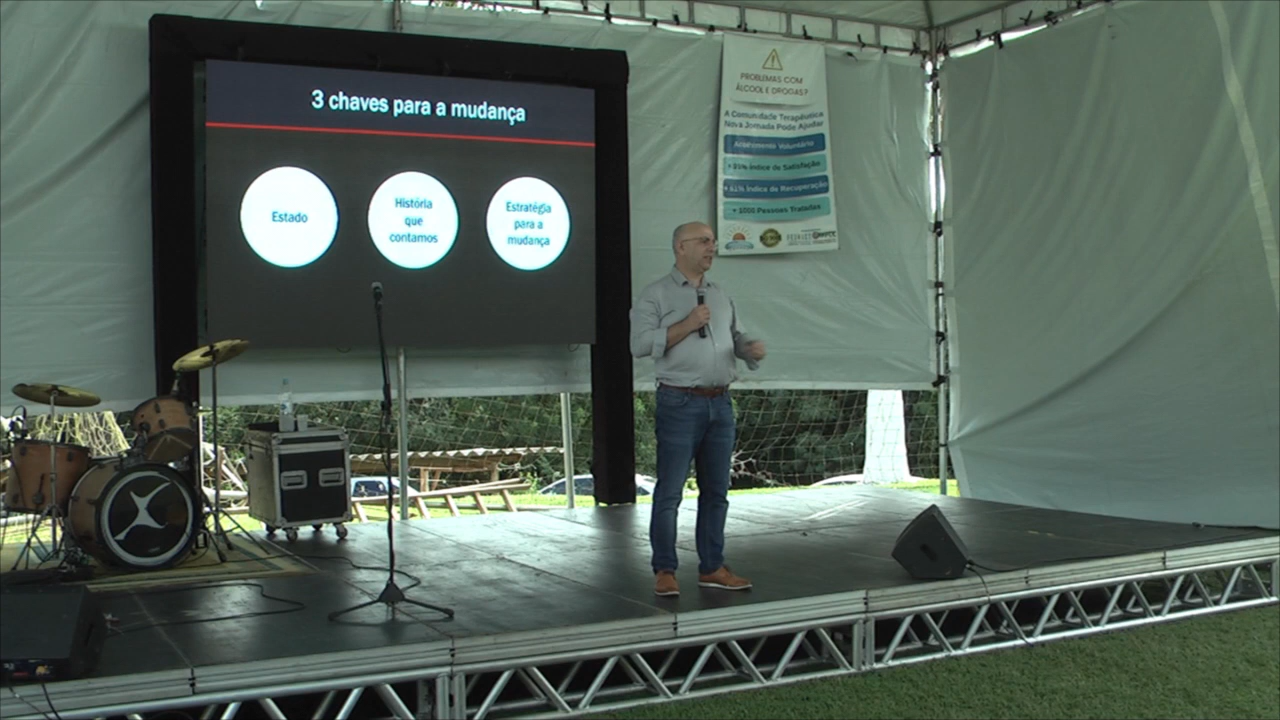 3 chaves para a mudança
Estado
História
que
contamos
Estratégia
para a
mudança
PROBLEMAS COM
ÁLCOOL E DROGAS?
A Comunidade Terapêutica
Nova Jornada Pode Ajudar
Acolhimento Voluntário
Índice de Satisfação
Índice de Recuperação
+ 1000 Pessoas Tratadas